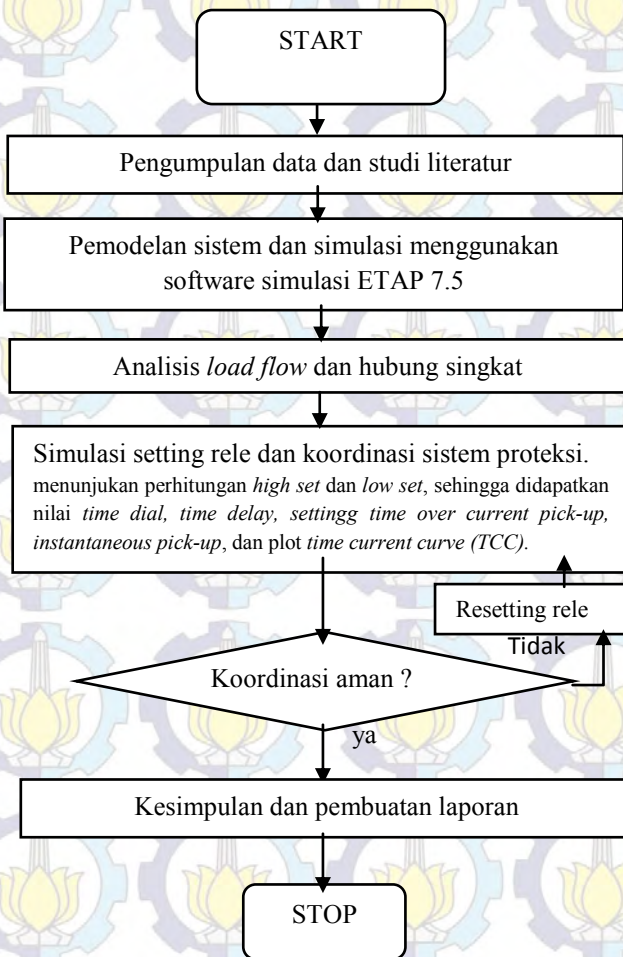 START
Pengumpulan data dan studi literatur
Pemodelan sistem dan simulasi menggunakan
software simulasi ETAP 7.5
Analisis load flow dan hubung singkat
Simulasi setting rele dan koordinasi sistem proteksi.
menunjukan perhitungan high set dan low set, sehingga didapatkan
nilai time dial, time delay, settingg time over current pick-up,
instantaneous pick-up, dan plot time current curve (TCC).
Resetting rele
Tidak
Koordinasi aman ?
ya
Kesimpulan dan pembuatan laporan
STOP